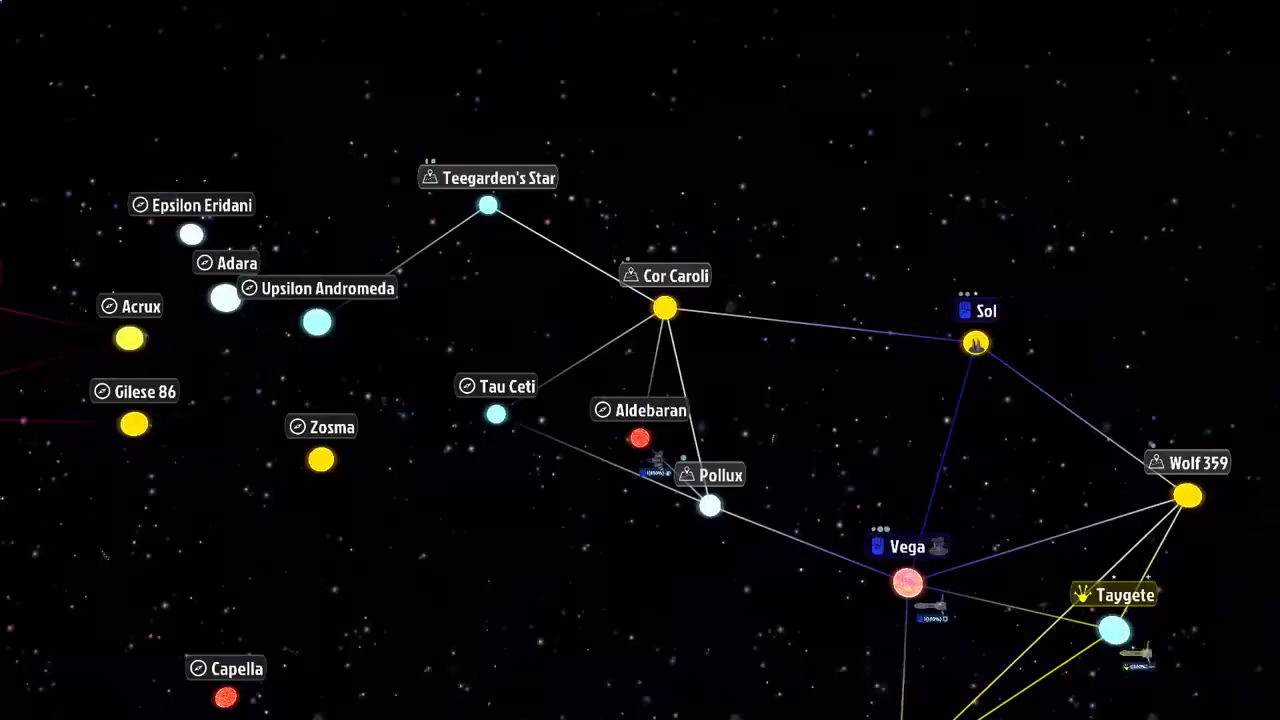 Teegarden's Star
Epsilon Eridani
Adara
Cor Caroli
Upsilon Andromeda
Acrux
Sol
Tau Ceti
Gilese 86
Aldebaran
Zosma
Wolf 359
Pollux
Vega
Taygete
Capella